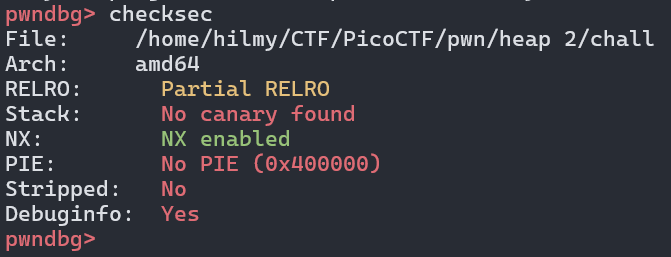 pwndbg> checksec
File:     /home/hilmy/CTF/PicoCTF/pwn/heap 2/chall
Arch:     amd64
RELRO:      Partial RELRO
Stack:      No canary found
NX:         NX enabled
PIE:        No PIE (0x400000)
Stripped:   No
Debuginfo:  Yes
pwndbg>